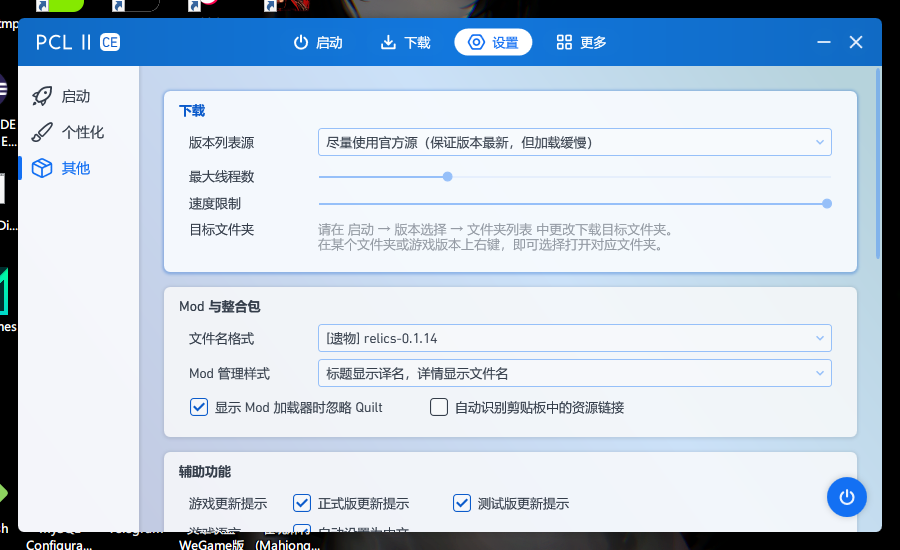 PCL II CE
启动
下载
设置
更多
启动
个性化
其他
下载
版本列表源
尽量使用官方源（保证版本最新，但加载缓慢）
最大线程数
速度限制
目标文件夹
请在 启动 → 版本选择 → 文件夹列表 中更改下载目标文件夹。
在某个文件夹或游戏版本上右键，即可选择打开对应文件夹。
Mod 与整合包
文件名格式
[遗物] relics-0.1.14
Mod 管理样式
标题显示译名，详情显示文件名
显示 Mod 加载器时忽略 Quilt
自动识别剪贴板中的资源链接
辅助功能
游戏更新提示
正式版更新提示
测试版更新提示
游戏语言
自动设置为中文
Configura...
WeGame版
(Mahjong...